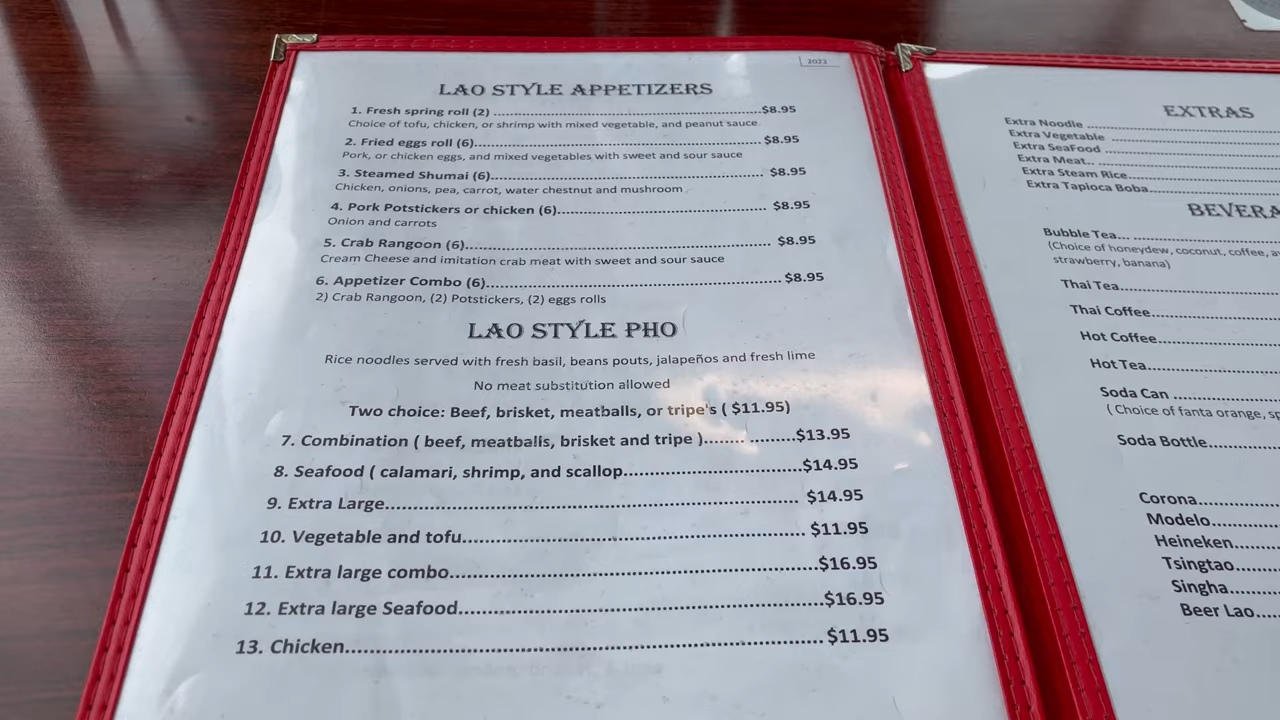 2023
LAO STYLE APPETIZERS
1. Fresh spring roll (2) ........................$8.95
Choice of tofu, chicken, or shrimp with mixed vegetable, and peanut sauce
2. Fried eggs roll (6)........................ $8.95
Pork, or chicken eggs, and mixed vegetables with sweet and sour sauce
3. Steamed Shumai (6)........................ $8.95
Chicken, onions, pea, carrot, water chestnut and mushroom
4. Pork Potstickers or chicken (6)........................ $8.95
Onion and carrots
5. Crab Rangoon (6)........................ $8.95
Cream Cheese and imitation crab meat with sweet and sour sauce
6. Appetizer Combo (6)........................ $8.95
2) Crab Rangoon, (2) Potstickers, (2) eggs rolls
LAO STYLE PHO
Rice noodles served with fresh basil, beans pouts, jalapeños and fresh lime
No meat substitution allowed
Two choice: Beef, brisket, meatballs, or tripe's ( $11.95)
7. Combination ( beef, meatballs, brisket and tripe )........ .........$13.95
8. Seafood ( calamari, shrimp, and scallop........................$14.95
9. Extra Large........................ $14.95
10. Vegetable and tofu........................ $11.95
11. Extra large combo........................$16.95
12. Extra large Seafood........................$16.95
13. Chicken........................ $11.95
EXTRAS
Extra Noodle ........................
Extra Vegetable ........................
Extra SeaFood ........................
Extra Meat.. ........................
Extra Steam Rice........................
Extra Tapioca Boba........................
Bubble Tea... ........................
(Choice of honeydew, coconut, coffee,
strawberry, banana)
Thai Tea........................
Thai Coffee........................
Hot Coffee........................
Hot Tea........................
Soda Can ........................
( Choice of fanta orange,
Soda Bottle................
Corona................
Modelo............
Heineken........
Tsingtao........
Singha........
Beer Lao....